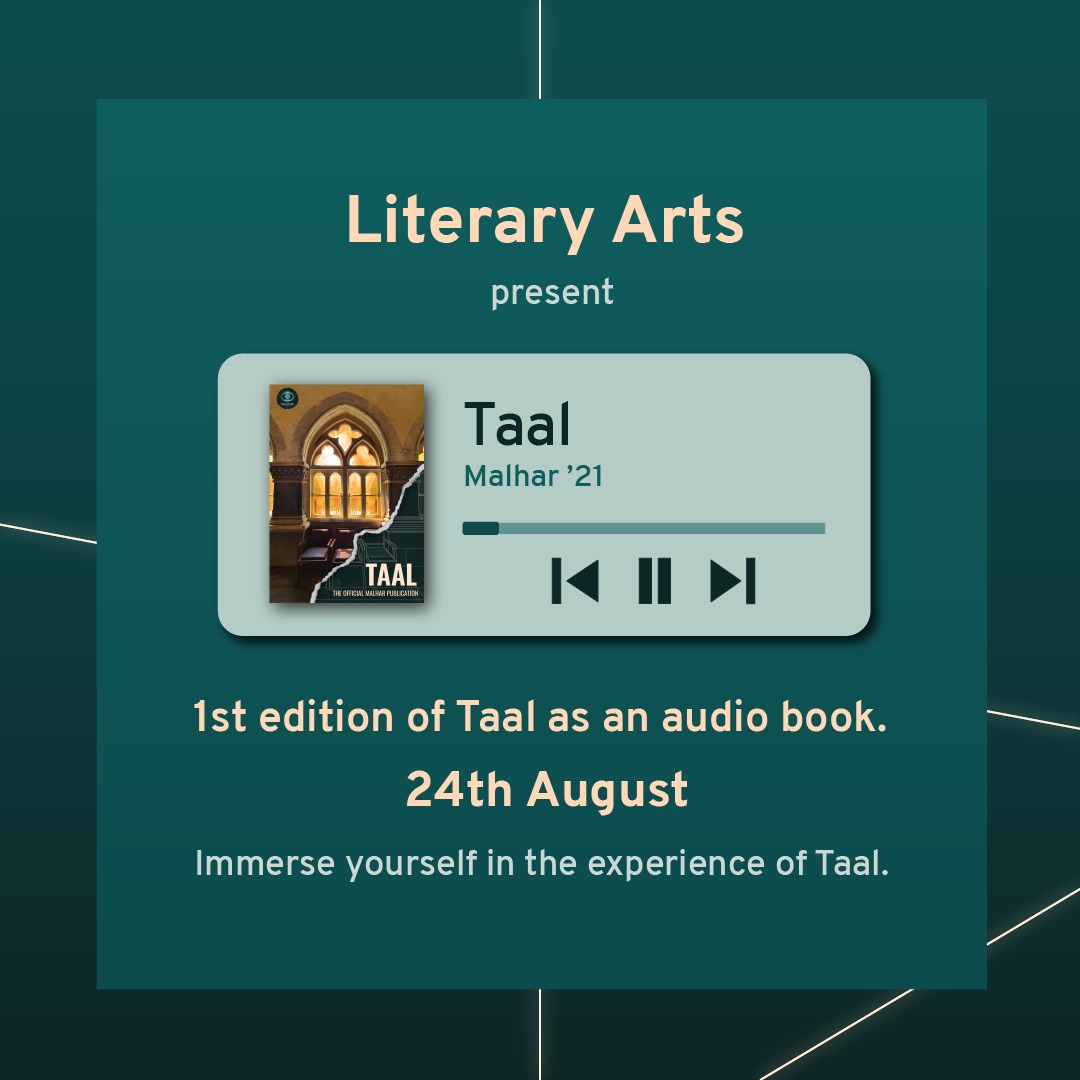 Literary Arts
present
Taal
Malhar ’21
TAAL
THE OFFICIAL MALHAR PUBLICATION
1st edition of Taal as an audio book.
24th August
Immerse yourself in the experience of Taal.